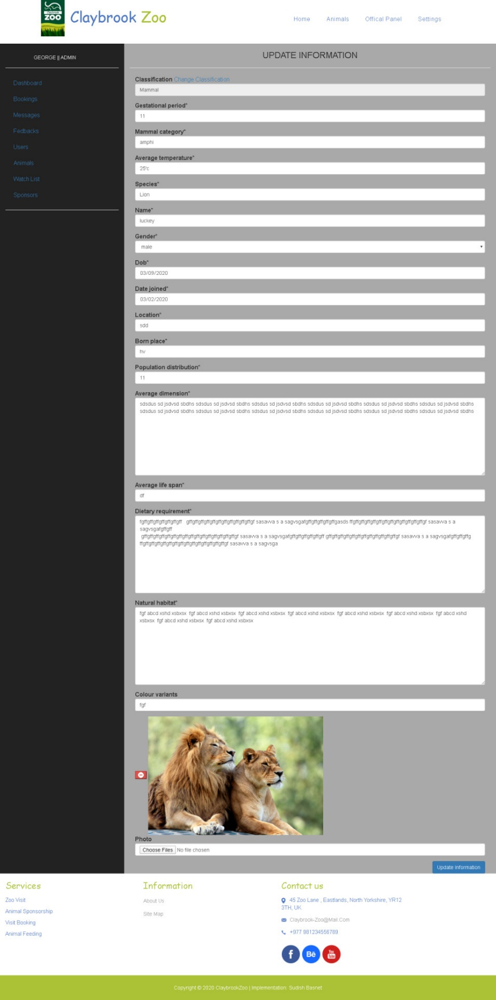 Claybrook
ZOO
Claybrook Zoo
Home Animals Offical Panel Settings
GEORGE || ADMIN
Dashboard
Bookings
Messages
Fedbacks
Users
Animals
Watch List
Sponsors
UPDATE INFORMATION
Classification Change Classification
Mammal
Gestational period*
11
Mammal category*
amphi
Average temperature*
25'c
Species*
Lion
Name*
luckey
Gender*
male
Dob*
03/09/2020
Date joined*
03/02/2020
Location*
sdd
Born place*
hv
Population distribution*
11
Average dimension*
sdsdus sd jsdvsd sbdhs sdsdus sd jsdvsd sbdhs sdsdus sd jsdvsd sbdhs sdsdus sd jsdvsd sbdhs sdsdus sd jsdvsd sbdhs sdsdus sd jsdvsd sbdhs
sdsdus sd jsdvsd sbdhs sdsdus sd jsdvsd sbdhs sdsdus sd jsdvsd sbdhs sdsdus sd jsdvsd sbdhs sdsdus sd jsdvsd sbdhs sdsdus sd jsdvsd sbdhs
Average life span*
df
Dietary requirement*
sasavva s a sasavva s a
sagvsgafgffgff
sasavva s a sasavva s a
sasavva s a sagvsga
Natural habitat*
fgf abcd xshd xsbxsx fgf abcd xshd xsbxsx fgf abcd xshd xsbxsx fgf abcd xshd xsbxsx fgf abcd xshd xsbxsx fgf abcd xshd xsbxsx fgf abcd xshd
xsbxsx fgf abcd xshd xsbxsx fgf abcd xshd xsbxsx
Colour variants
fgf
Photo
Choose Files No file chosen
Update Information
Services
Zoo Visit
Animal Sponsorship
Visit Booking
Animal Feeding
Information
About Us
Site Map
Contact us
45 Zoo Lane , Eastlands, North Yorkshire, YR12
3TH, UK
Claybrook-Zoo@Mail.Com
+977 981234556789
f Bē You Tube
Copyright © 2020 ClaybrookZoo | Implementation: Sudish Basnet